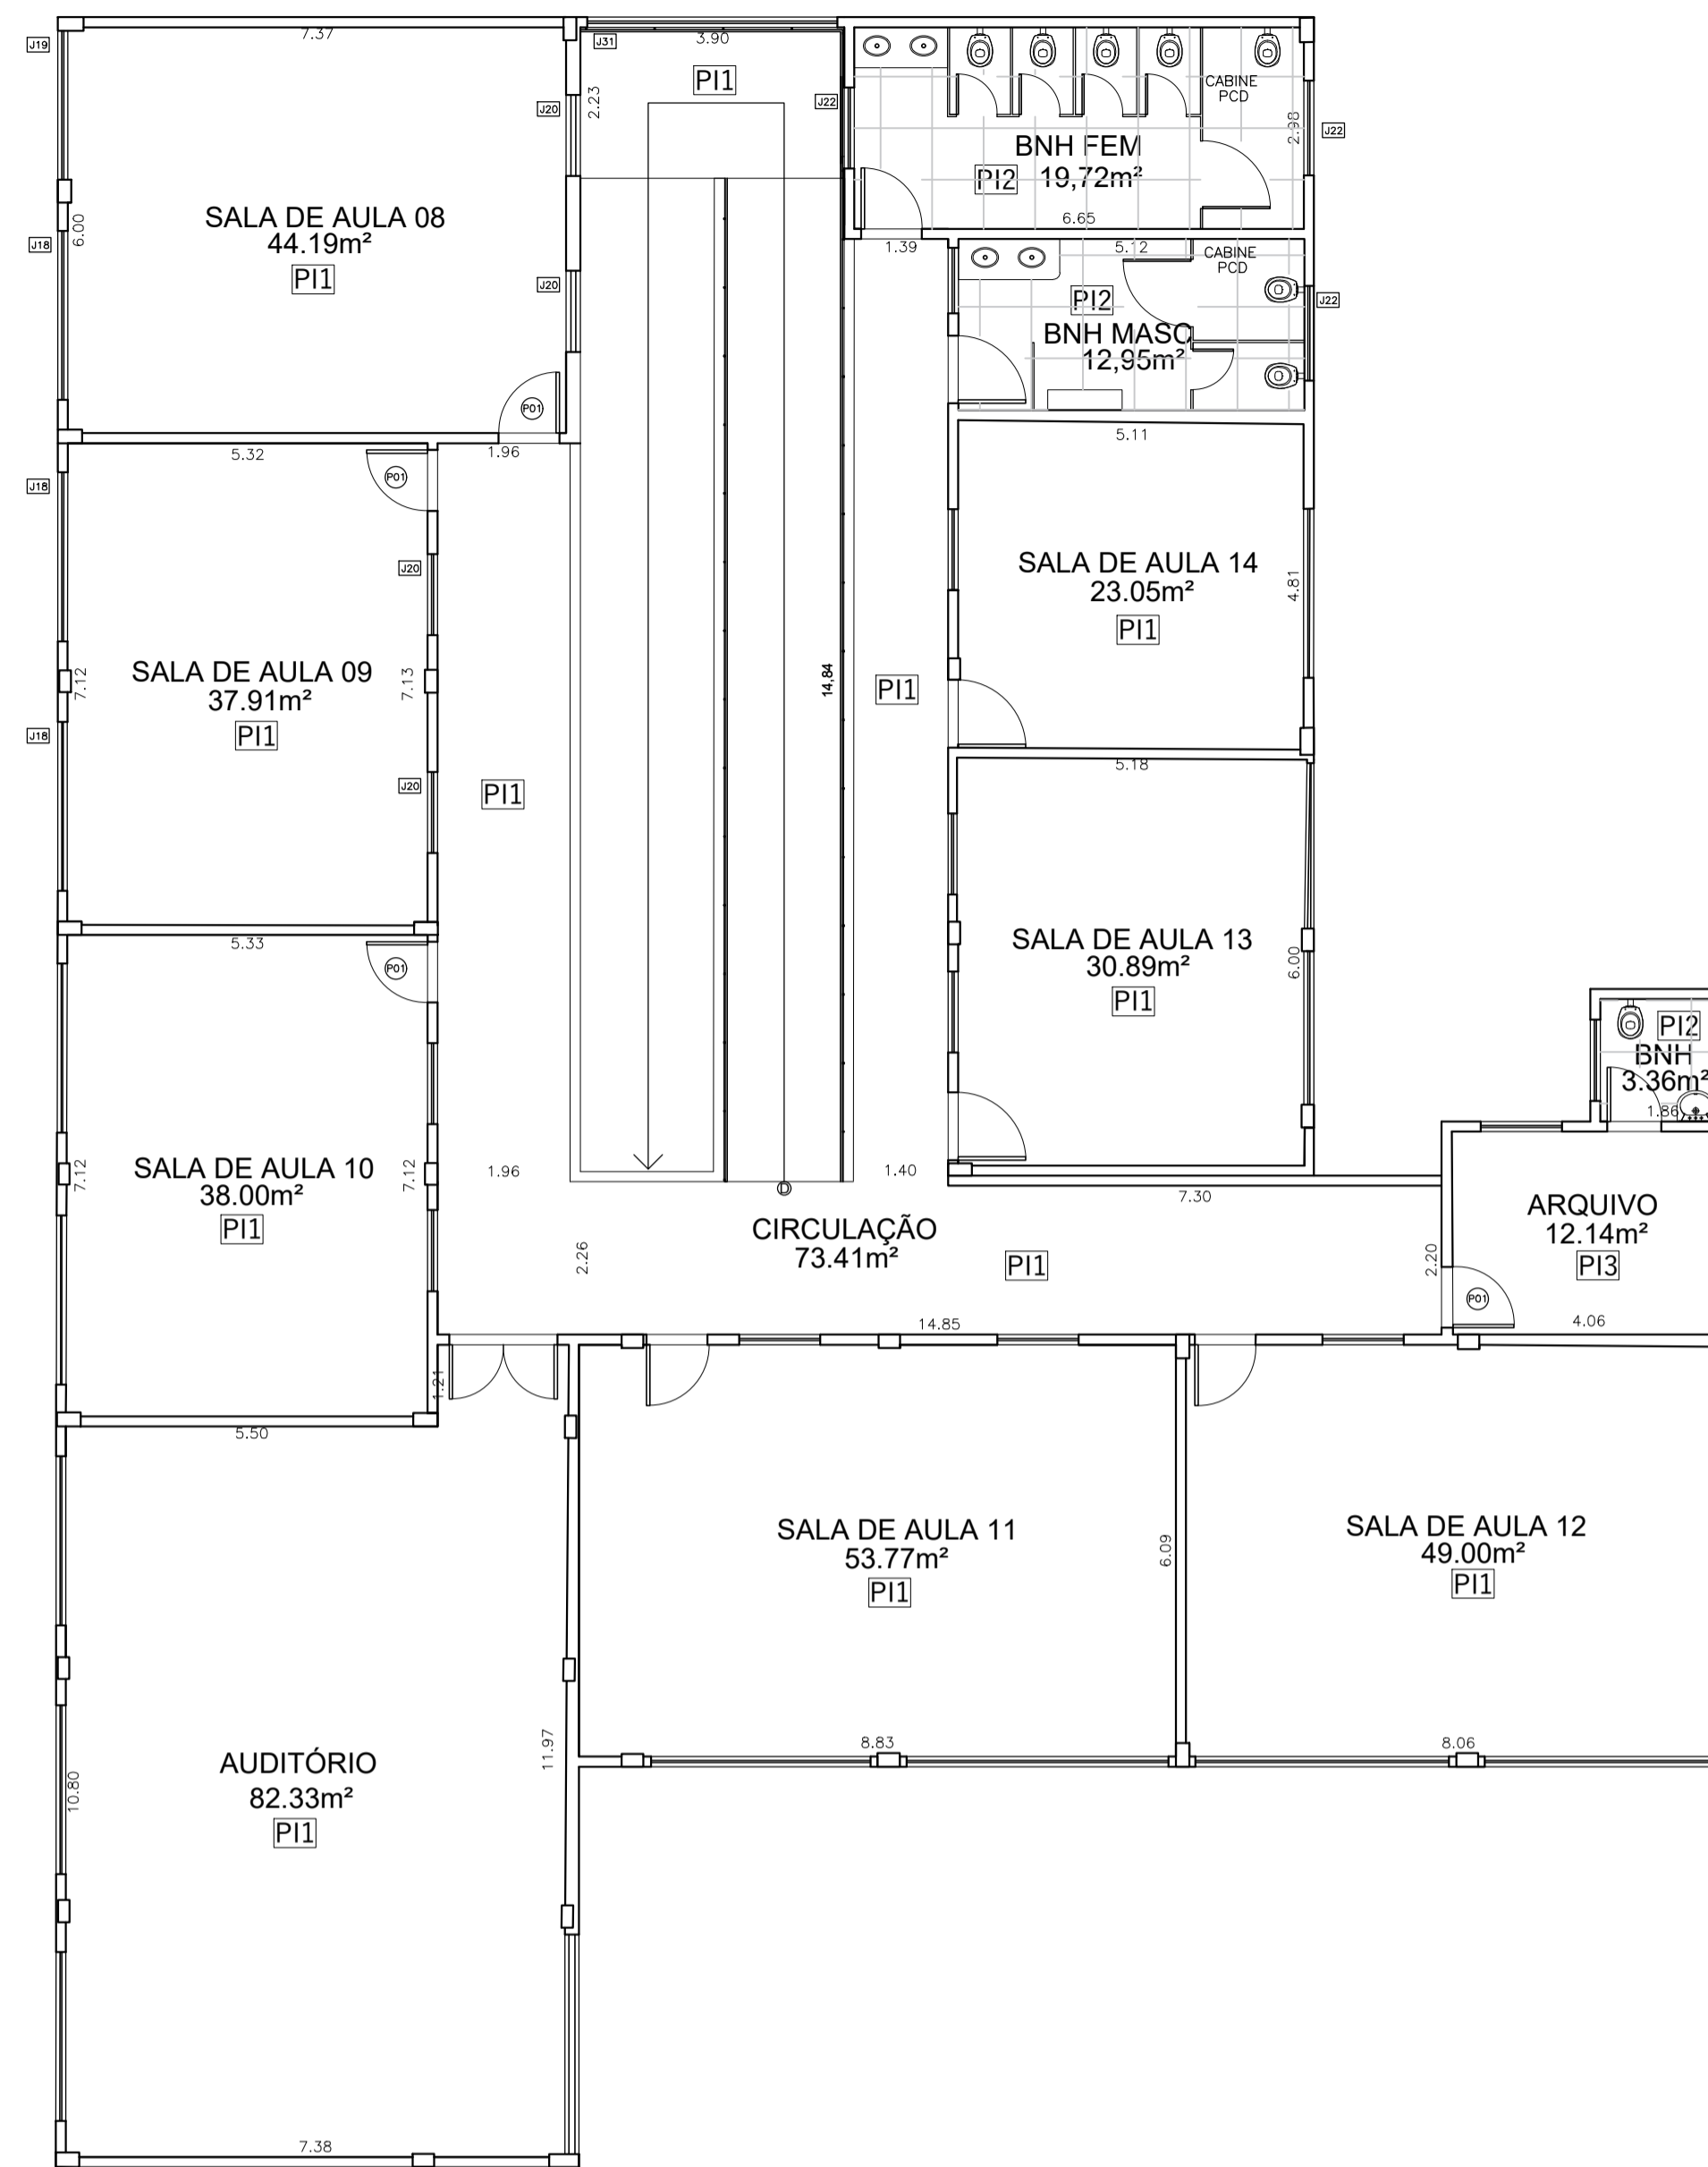 J19
7.37
J31
3.90
PI1
2.23
J20
J22
CABINE
PCD
2.98
J22
BNH FEM
PI2
19,72m²
6.65
SALA DE AULA 08
44.19m²
PI1
6.00
J18
J20
1.39
5.12
CABINE
PCD
PI2
J22
BNH MASC
12,95m²
P01
5.32
1.96
P01
J18
J20
5.11
SALA DE AULA 14
23.05m²
PI1
4.81
SALA DE AULA 09
37.91m²
PI1
7.12
7.13
14,84
PI1
J18
J20
PI1
5.18
5.33
P01
SALA DE AULA 13
30.89m²
PI1
6.00
PI2
BNH
3.36m²
1.86
SALA DE AULA 10
38.00m²
PI1
7.12
7.12
1.96
1.40
D
7.30
CIRCULAÇÃO
73.41m²
PI1
2.26
2.20
ARQUIVO
12.14m²
PI3
P01
4.06
14.85
1.21
5.50
SALA DE AULA 11
53.77m²
PI1
6.09
SALA DE AULA 12
49.00m²
PI1
8.83
8.06
AUDITÓRIO
82.33m²
PI1
10.80
11.97
7.38